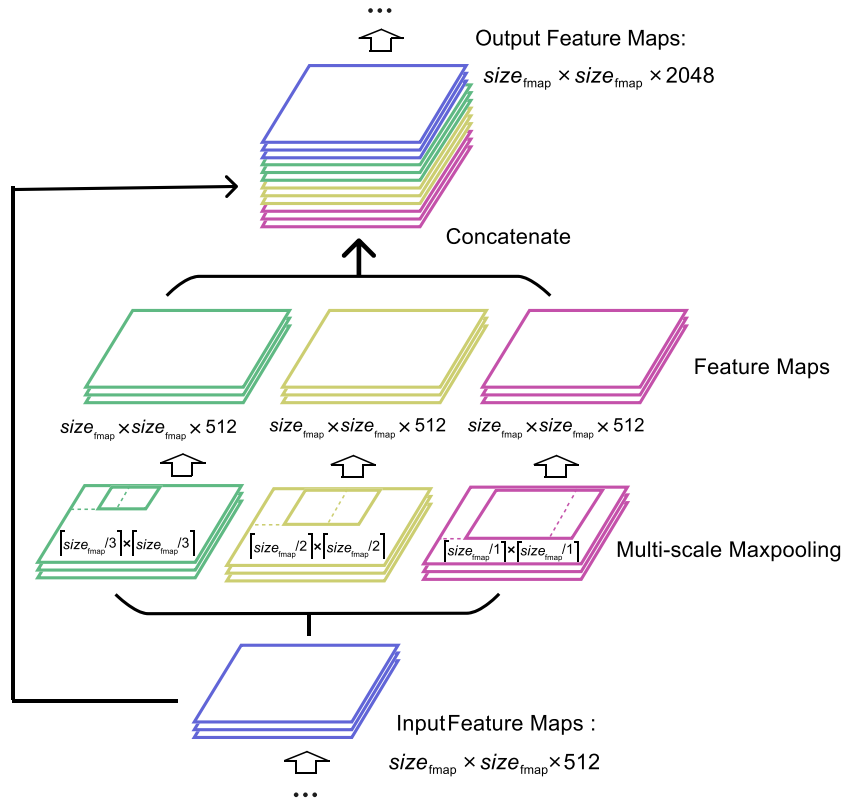 ...
Output Feature Maps:
size_fmap × size_fmap × 2048
Concatenate
Feature Maps
size_fmap × size_fmap × 512
size_fmap × size_fmap × 512
size_fmap × size_fmap × 512
⌈size_fmap/3⌉×⌈size_fmap/3⌉
⌈size_fmap/2⌉×⌈size_fmap/2⌉
⌈size_fmap/1⌉×⌈size_fmap/1⌉
Multi-scale Maxpooling
Input Feature Maps :
size_fmap × size_fmap × 512
...